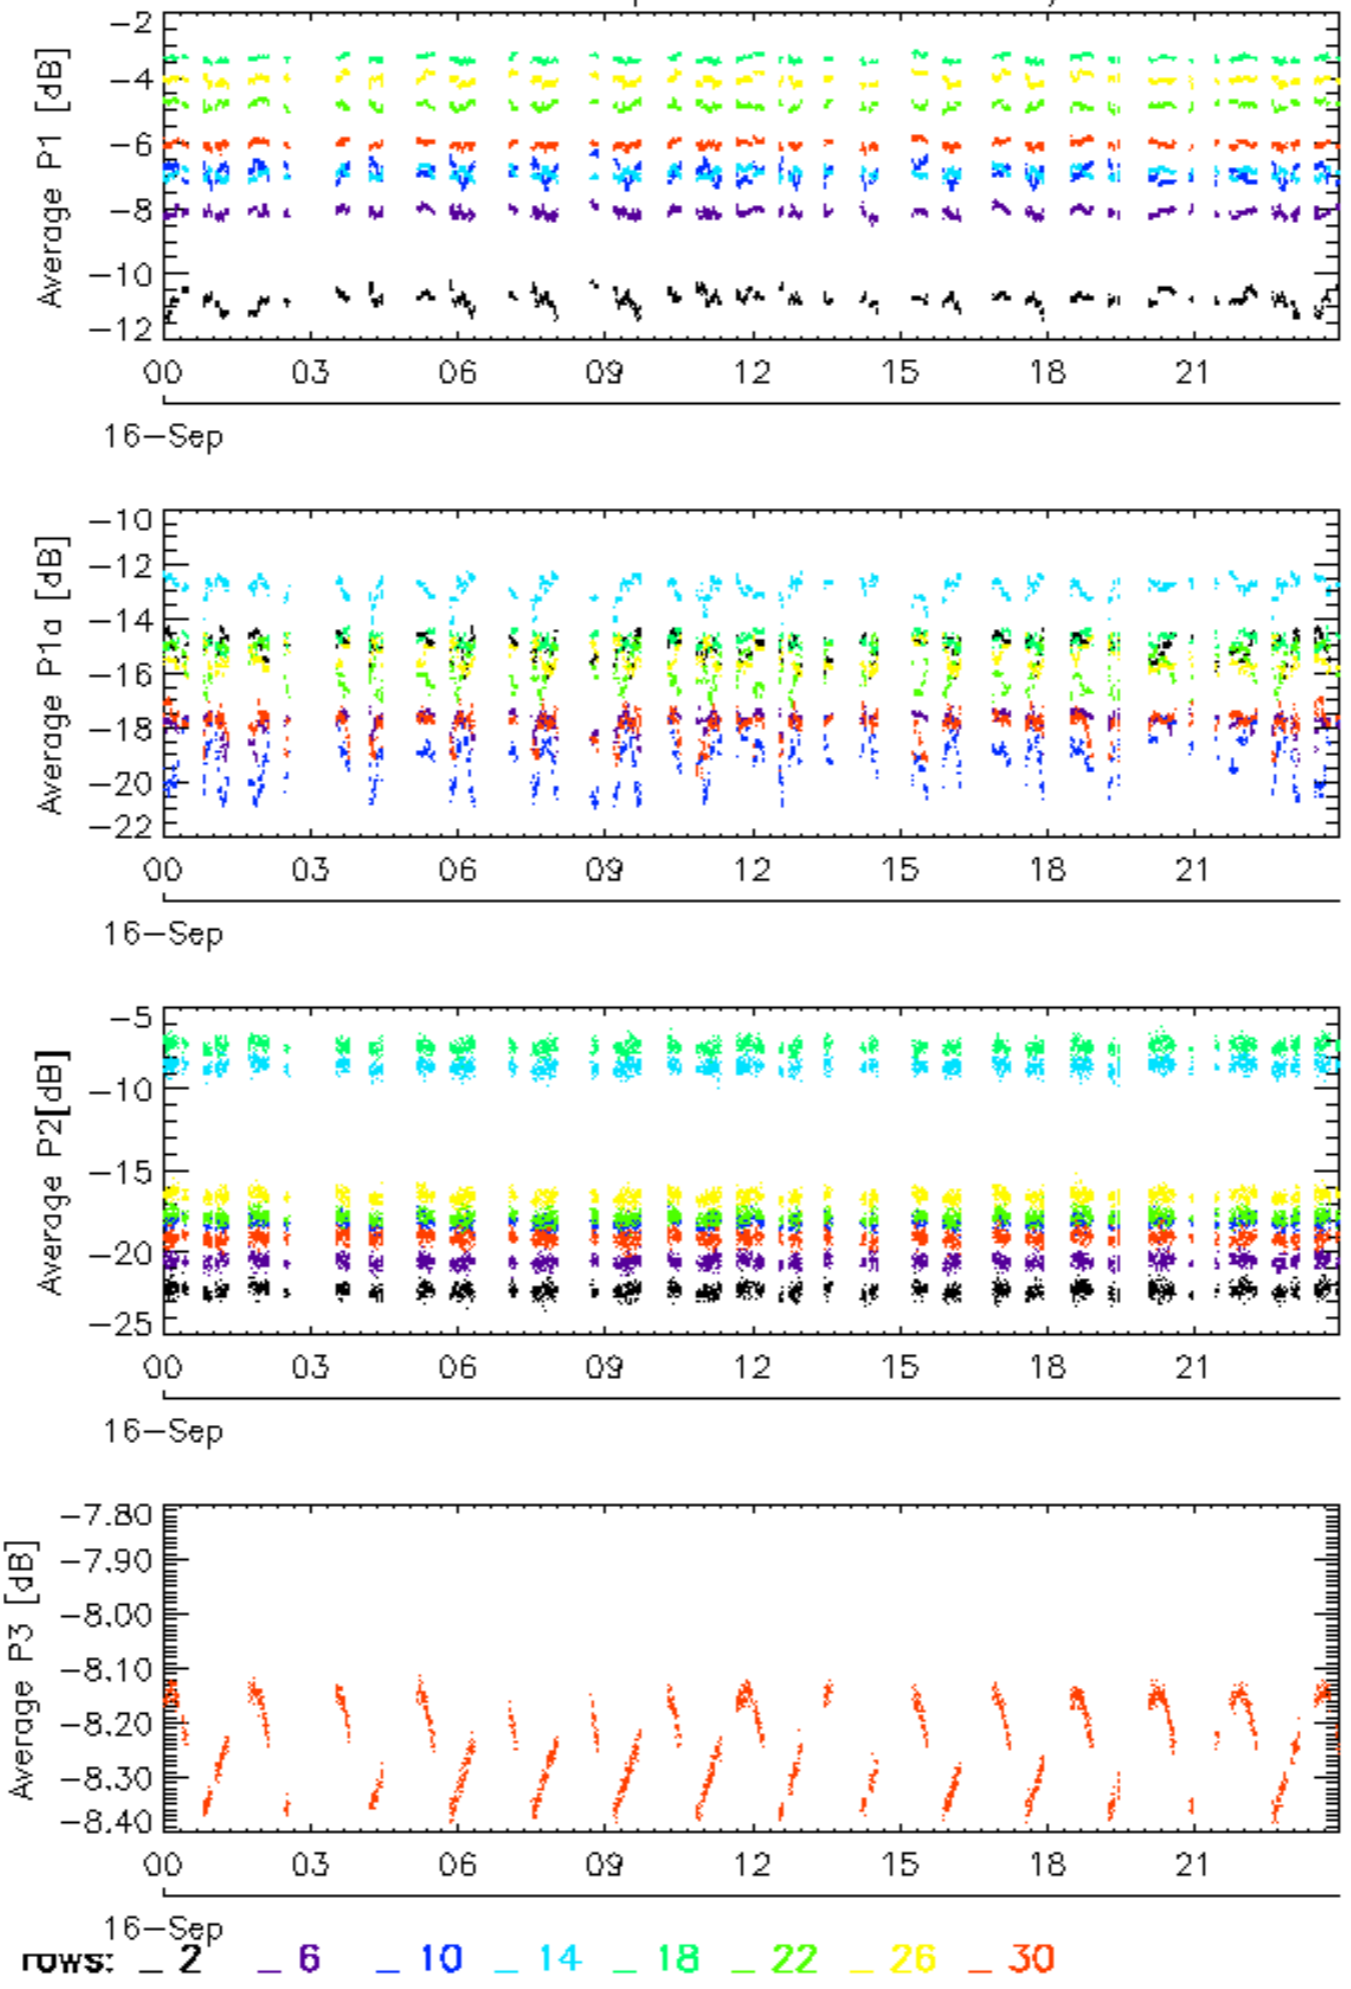 Average P1 [dB]
-2
-4
-6
-8
-10
-12
00 03 06 09 12 15 18 21
16-Sep
Average P1a [dB]
-10
-12
-14
-16
-18
-20
-22
00 03 06 09 12 15 18 21
16-Sep
Average P2[dB]
-5
-10
-15
-20
-25
00 03 06 09 12 15 18 21
16-Sep
Average P3 [dB]
-7.80
-7.90
-8.00
-8.10
-8.20
-8.30
-8.40
00 03 06 09 12 15 18 21
16-Sep
rows: _ 2 _ 6 _ 10 _ 14 _ 18 _ 22 _ 26 _ 30